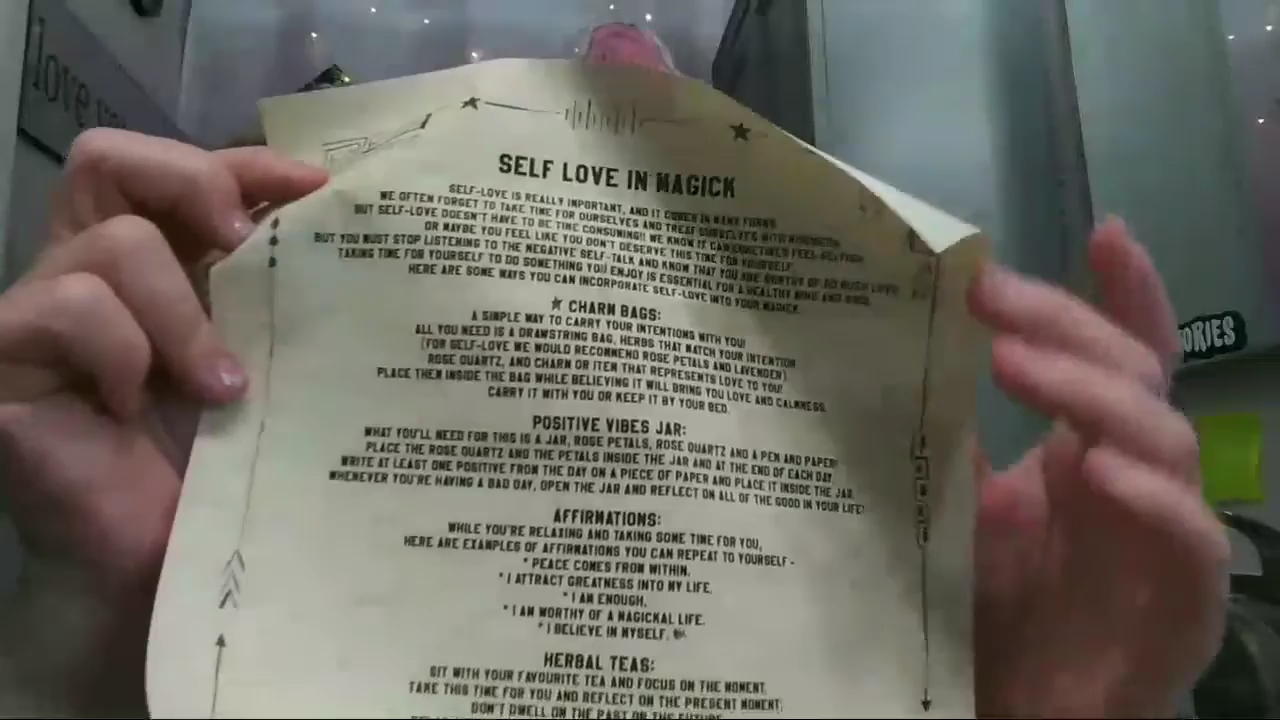 love
SELF LOVE IN MAGICK
SELF-LOVE IS REALLY IMPORTANT, AND IT COMES IN MANY FORMS
WE OFTEN FORGET TO TAKE TIME FOR OURSELVES AND TREAT OURSELVES WITH KINDNESS.
BUT SELF-LOVE DOESN'T HAVE TO BE TIME CONSUMING! WE KNOW IT CAN SOMETIMES FEEL SELFISH
OR MAYBE YOU FEEL LIKE YOU DON'T DESERVE THIS TIME FOR YOURSELF.
BUT YOU MUST STOP LISTENING TO THE NEGATIVE SELF-TALK AND KNOW THAT YOU ARE WORTHY OF SO MUCH LOVE!
TAKING TIME FOR YOURSELF TO DO SOMETHING YOU ENJOY IS ESSENTIAL FOR A HEALTHY MIND AND BODY.
HERE ARE SOME WAYS YOU CAN INCORPORATE SELF-LOVE INTO YOUR MAGICK.
★ CHARM BAGS:
A SIMPLE WAY TO CARRY YOUR INTENTIONS WITH YOU!
ALL YOU NEED IS A DRAWSTRING BAG, HERBS THAT MATCH YOUR INTENTION
(FOR SELF-LOVE WE WOULD RECOMMEND ROSE PETALS AND LAVENDER)
ROSE QUARTZ, AND CHARM OR ITEM THAT REPRESENTS LOVE TO YOU!
PLACE THEM INSIDE THE BAG WHILE BELIEVING IT WILL BRING YOU LOVE AND CALMNESS.
CARRY IT WITH YOU OR KEEP IT BY YOUR BED.
POSITIVE VIBES JAR:
WHAT YOU'LL NEED FOR THIS IS A JAR, ROSE PETALS, ROSE QUARTZ AND A PEN AND PAPER!
PLACE THE ROSE QUARTZ AND THE PETALS INSIDE THE JAR AND AT THE END OF EACH DAY
WRITE AT LEAST ONE POSITIVE FROM THE DAY ON A PIECE OF PAPER AND PLACE IT INSIDE THE JAR.
WHENEVER YOU'RE HAVING A BAD DAY, OPEN THE JAR AND REFLECT ON ALL OF THE GOOD IN YOUR LIFE!
AFFIRMATIONS:
WHILE YOU'RE RELAXING AND TAKING SOME TIME FOR YOU,
HERE ARE EXAMPLES OF AFFIRMATIONS YOU CAN REPEAT TO YOURSELF -
* PEACE COMES FROM WITHIN.
* I ATTRACT GREATNESS INTO MY LIFE.
* I AM ENOUGH.
* I AM WORTHY OF A MAGICKAL LIFE.
* I BELIEVE IN MYSELF.
HERBAL TEAS:
SIT WITH YOUR FAVOURITE TEA AND FOCUS ON THE MOMENT.
TAKE THIS TIME FOR YOU AND REFLECT ON THE PRESENT MOMENT.
DON'T DWELL ON THE PAST OR THE FUTURE.
ORIES